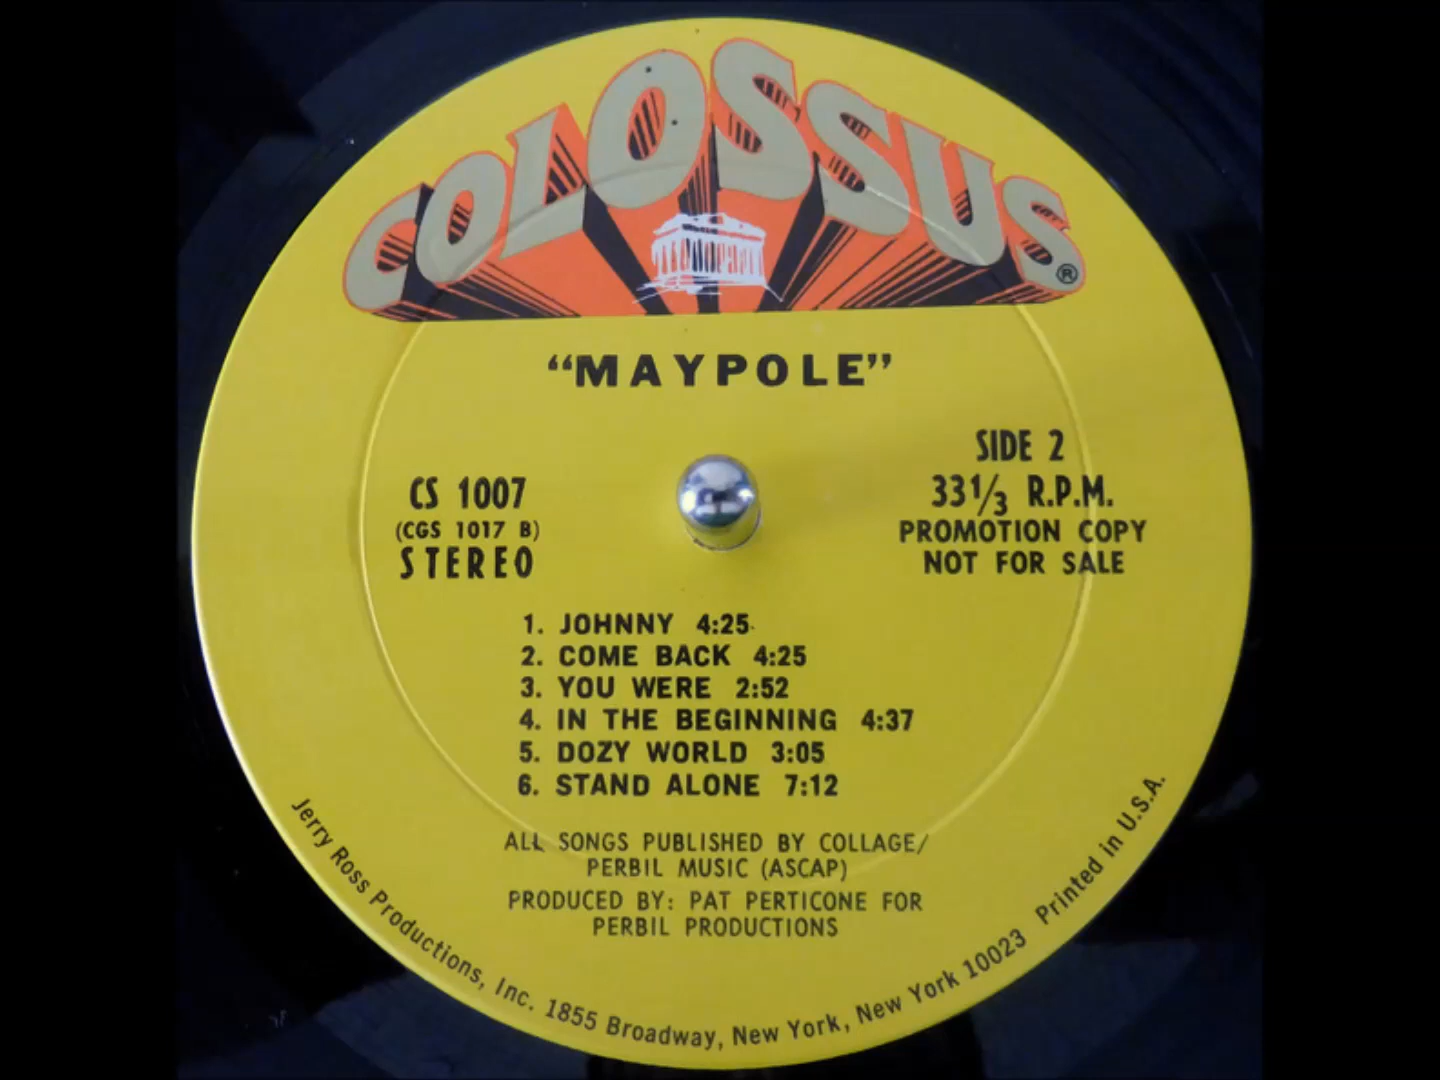 COLOSSUS®
“MAYPOLE”
SIDE 2
33 1/3 R.P.M.
PROMOTION COPY
NOT FOR SALE
CS 1007
(CGS 1017 B)
STEREO
1. JOHNNY 4:25
2. COME BACK 4:25
3. YOU WERE 2:52
4. IN THE BEGINNING 4:37
5. DOZY WORLD 3:05
6. STAND ALONE 7:12
ALL SONGS PUBLISHED BY COLLAGE/
PERBIL MUSIC (ASCAP)
PRODUCED BY: PAT PERTICONE FOR
PERBIL PRODUCTIONS
Jerry Ross Productions, Inc. 1855 Broadway, New York, New York 10023 Printed in U.S.A.